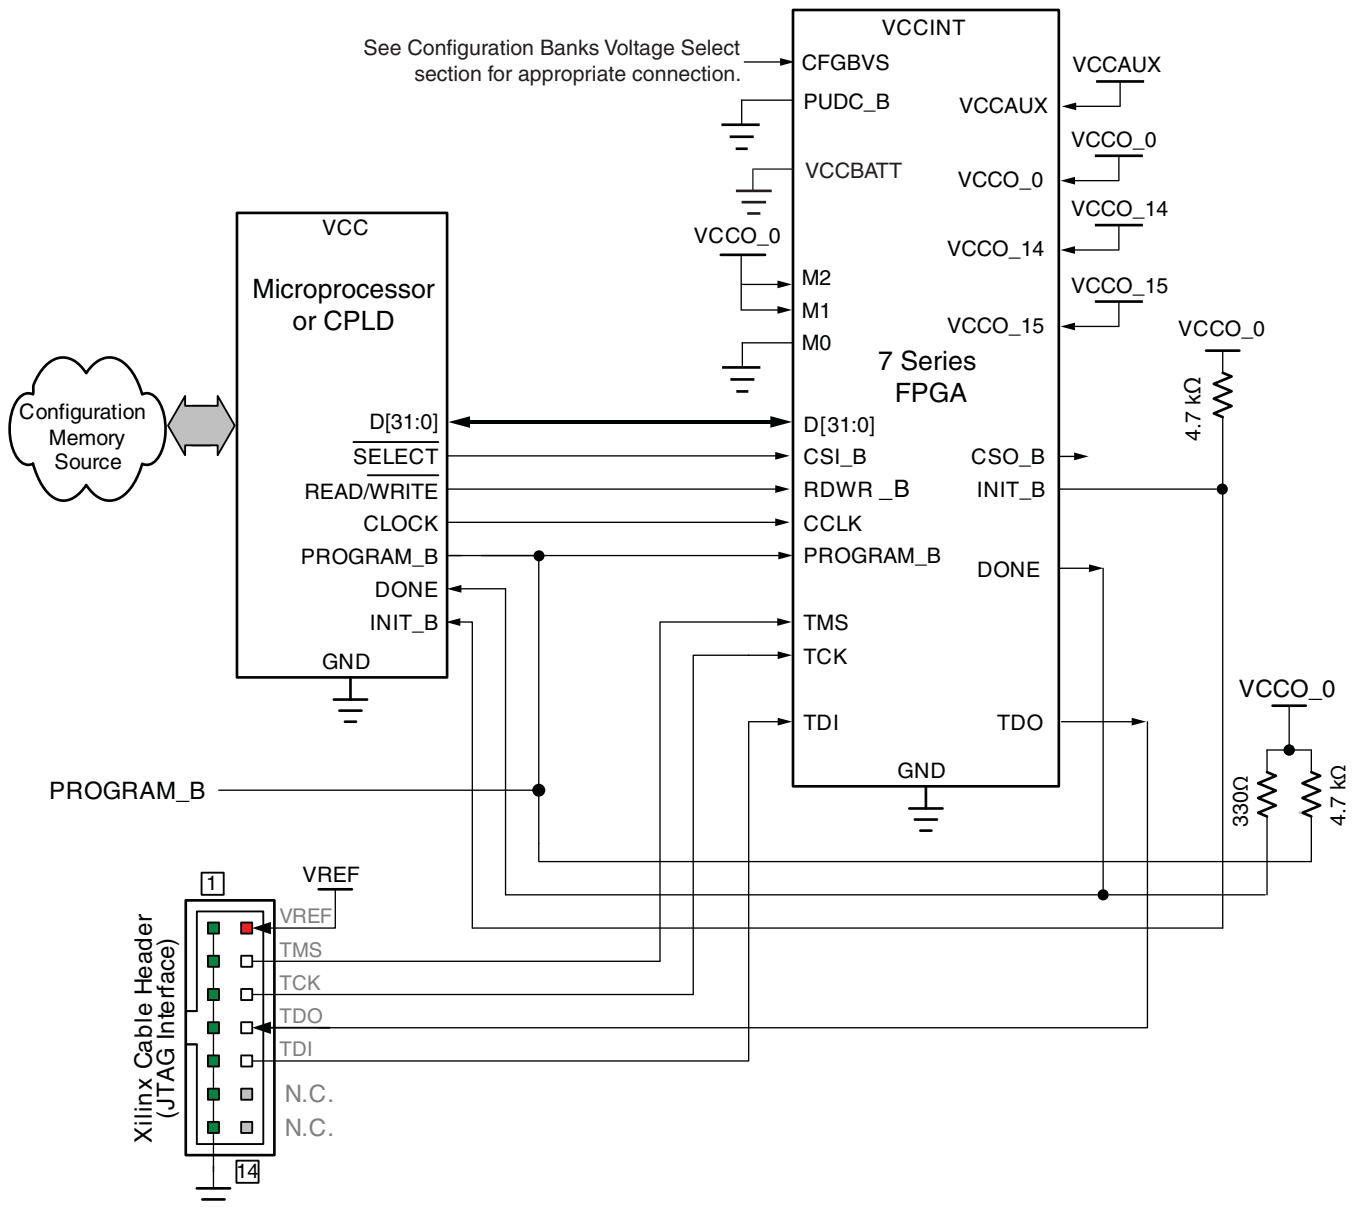 See Configuration Banks Voltage Select
section for appropriate connection.
VCCINT
CFGBVS
PUDC_B
VCCBATT
VCCO_0
M2
M1
M0
7 Series
FPGA
D[31:0]
CSI_B
RDWR _B
CCLK
PROGRAM_B
TMS
TCK
TDI
GND
VCCAUX
VCCAUX
VCCO_0
VCCO_0
VCCO_14
VCCO_14
VCCO_15
VCCO_15
CSO_B
INIT_B
DONE
TDO
VCCO_0
4.7 kΩ
VCCO_0
330Ω
4.7 kΩ
VCC
Microprocessor
or CPLD
D[31:0]
SELECT
READ/WRITE
CLOCK
PROGRAM_B
DONE
INIT_B
GND
Configuration
Memory
Source
PROGRAM_B
1
VREF
VREF
TMS
TCK
TDO
TDI
N.C.
N.C.
14
Xilinx Cable Header
(JTAG Interface)